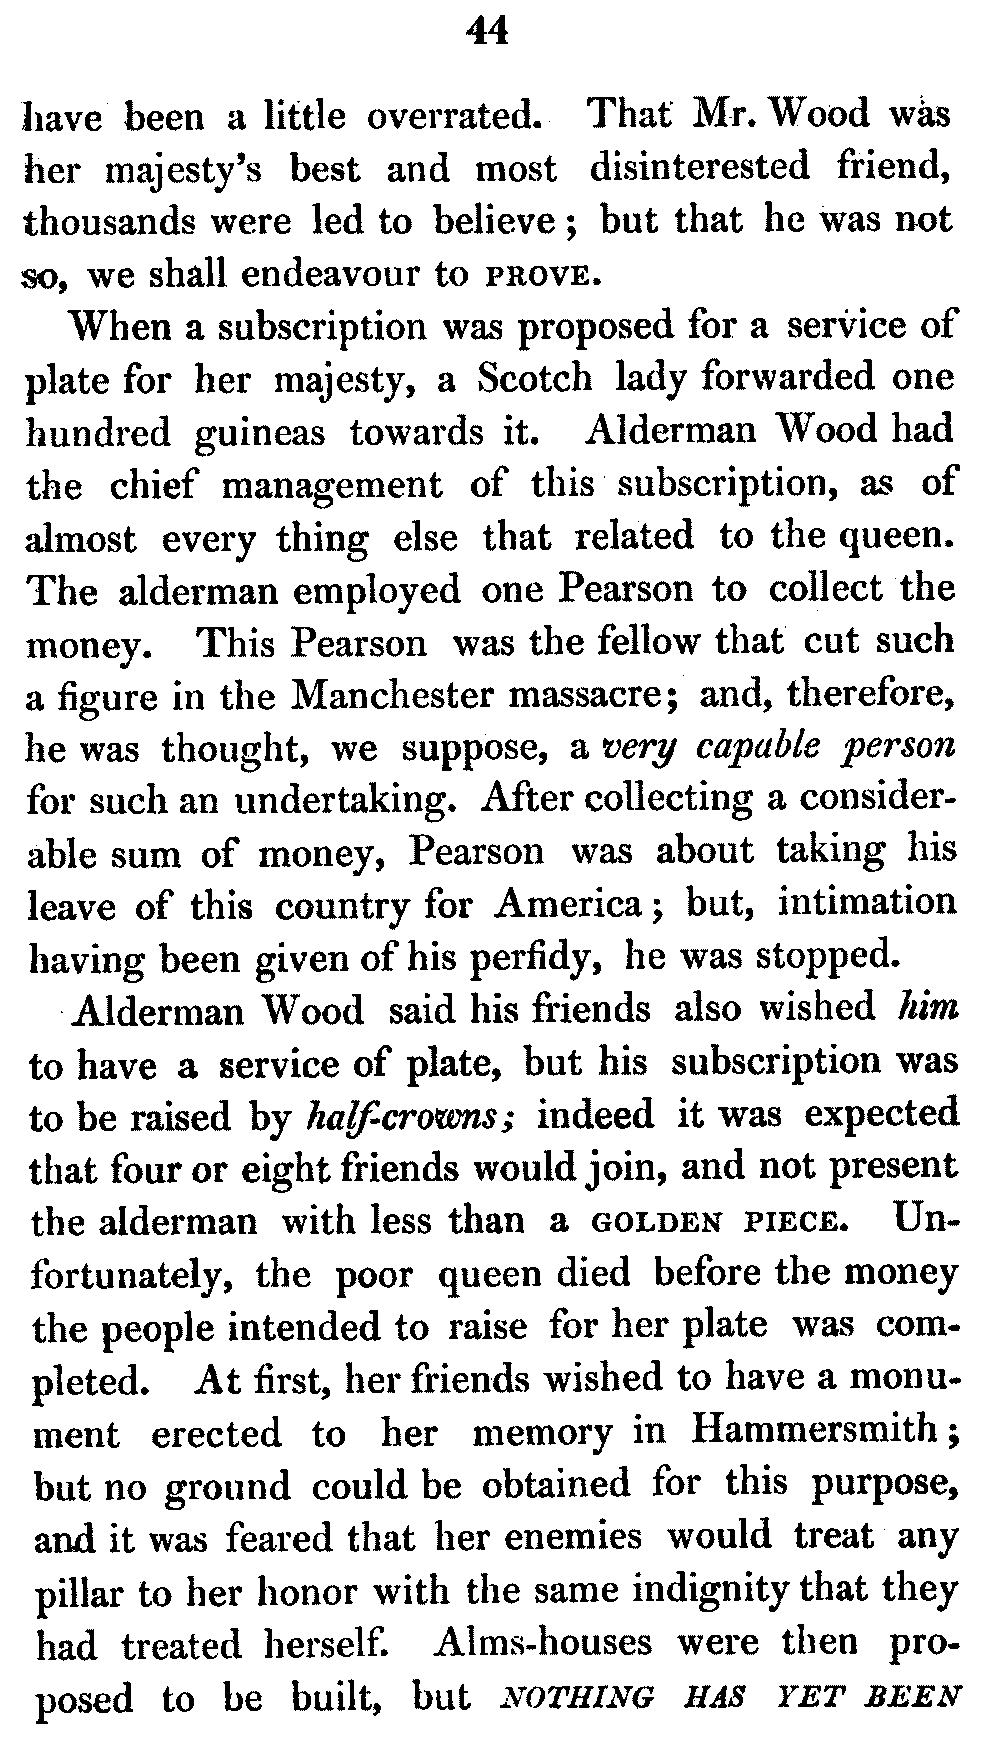 44
have been a little overrated. That Mr. Wood was
her majesty's best and most disinterested friend,
thousands were led to believe; but that he was not
so, we shall endeavour to PROVE.
When a subscription was proposed for a service of
plate for her majesty, a Scotch lady forwarded one
hundred guineas towards it. Alderman Wood had
the chief management of this subscription, as of
almost every thing else that related to the queen.
The alderman employed one Pearson to collect the
money. This Pearson was the fellow that cut such
a figure in the Manchester massacre; and, therefore,
he was thought, we suppose, a very capable person
for such an undertaking. After collecting a consider-
able sum of money, Pearson was about taking his
leave of this country for America; but, intimation
having been given of his perfidy, he was stopped.
Alderman Wood said his friends also wished him
to have a service of plate, but his subscription was
to be raised by half-crowns; indeed it was expected
that four or eight friends would join, and not present
the alderman with less than a GOLDEN PIECE. Un-
fortunately, the poor queen died before the money
the people intended to raise for her plate was com-
pleted. At first, her friends wished to have a monu-
ment erected to her memory in Hammersmith;
but no ground could be obtained for this purpose,
and it was feared that her enemies would treat any
pillar to her honor with the same indignity that they
had treated herself. Alms-houses were then pro-
posed to be built, but NOTHING HAS YET BEEN